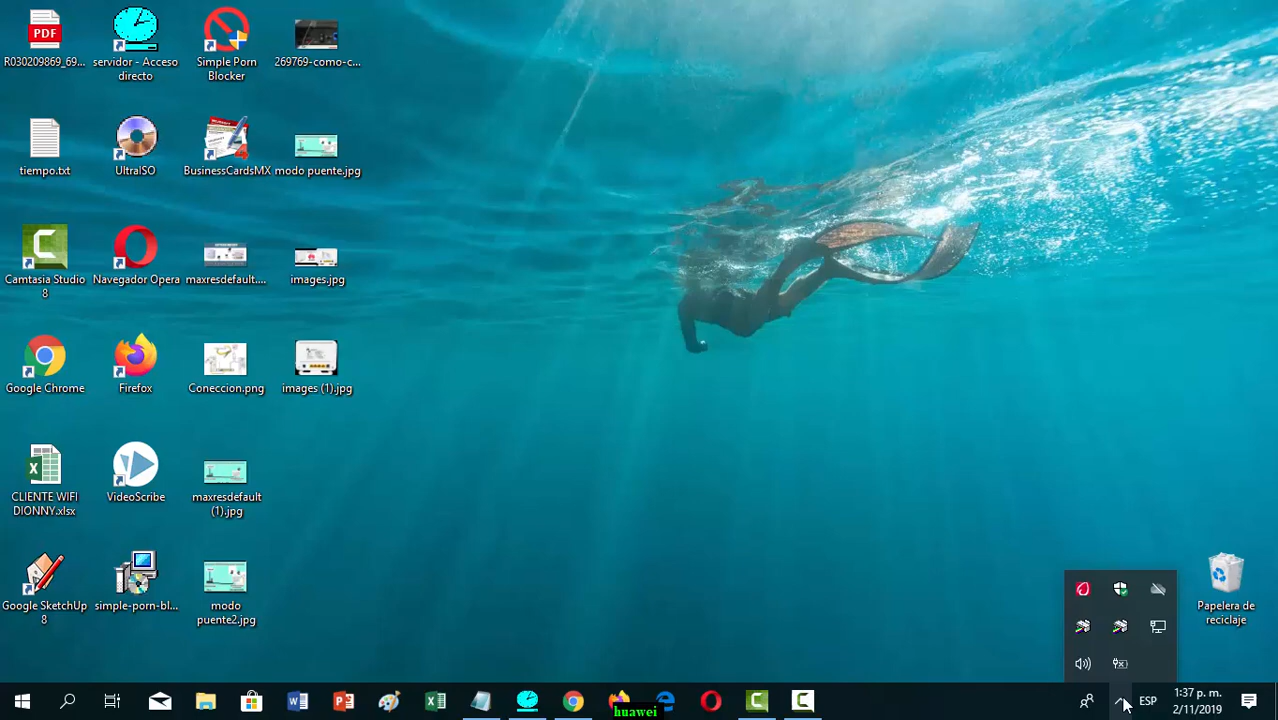 PDF
R030209869_69...
servidor - Acceso
directo
Simple Porn
Blocker
269769-como-c...
tiempo.txt
UltraISO
BusinessCardsMX
modo puente.jpg
Camtasia Studio
8
Navegador Opera
maxresdefault....
images.jpg
Google Chrome
Firefox
Coneccion.png
images (1).jpg
CLIENTE WIFI
DIONNY.xlsx
VideoScribe
maxresdefault
(1).jpg
Google SketchUp
8
simple-porn-bl...
modo
puente2.jpg
Papelera de
reciclaje
ESP
1:37 p. m.
2/11/2019
huawei